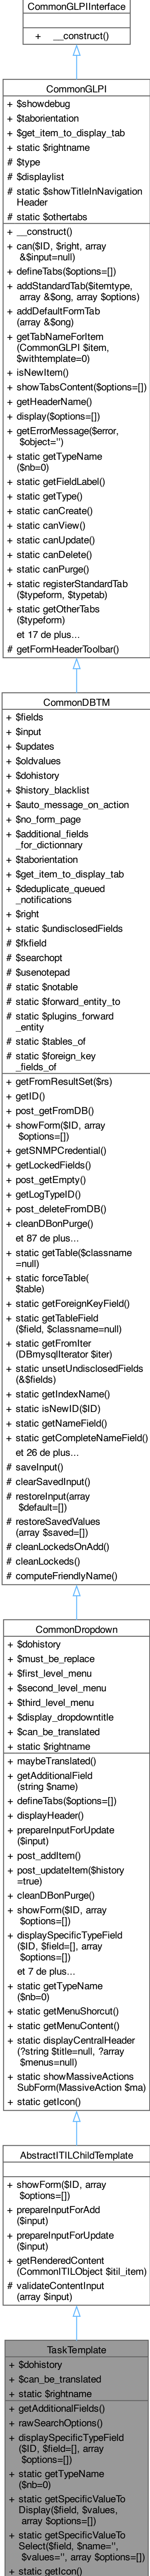 CommonGLPIInterface
+ __construct()
CommonGLPI
+ $showdebug
+ $taborientation
+ $get_item_to_display_tab
+ static $rightname
# $type
# $displaylist
# static $showTitleInNavigation
Header
# static $othertabs
+ __construct()
+ can($ID, $right, array
&$input=null)
+ defineTabs($options=[])
+ addStandardTab($itemtype,
array &$ong, array $options)
+ addDefaultFormTab
(array &$ong)
+ getTabNameForItem
(CommonGLPI $item,
$withtemplate=0)
+ isNewItem()
+ showTabsContent($options=[])
+ getHeaderName()
+ display($options=[])
+ getErrorMessage($error,
$object='')
+ static getTypeName
($nb=0)
+ static getFieldLabel()
+ static getType()
+ static canCreate()
+ static canView()
+ static canUpdate()
+ static canDelete()
+ static canPurge()
+ static registerStandardTab
($typeform, $typetab)
+ static getOtherTabs
($typeform)
et 17 de plus...
# getFormHeaderToolbar()
CommonDBTM
+ $fields
+ $input
+ $updates
+ $oldvalues
+ $dohistory
+ $history_blacklist
+ $auto_message_on_action
+ $no_form_page
+ $additional_fields
_for_dictionnary
+ $taborientation
+ $get_item_to_display_tab
+ $deduplicate_queued
_notifications
+ $right
+ static $undisclosedFields
# $fkfield
# $searchopt
# $usenotepad
# static $notable
# static $forward_entity_to
# static $plugins_forward
_entity
# static $tables_of
# static $foreign_key
_fields_of
+ getFromResultSet($rs)
+ getID()
+ post_getFromDB()
+ showForm($ID, array
$options=[])
+ getSNMPCredential()
+ getLockedFields()
+ post_getEmpty()
+ getLogTypeID()
+ post_deleteFromDB()
+ cleanDBonPurge()
et 87 de plus...
+ static getTable($classname
=null)
+ static forceTable(
$table)
+ static getForeignKeyField()
+ static getTableField
($field, $classname=null)
+ static getFromIter
(DBmysqlIterator $iter)
+ static unsetUndisclosedFields
(&$fields)
+ static getIndexName()
+ static isNewID($ID)
+ static getNameField()
+ static getCompleteNameField()
et 26 de plus...
# saveInput()
# clearSavedInput()
# restoreInput(array
$default=[])
# restoreSavedValues
(array $saved=[])
# cleanLockedsOnAdd()
# cleanLockeds()
# computeFriendlyName()
CommonDropdown
+ $dohistory
+ $must_be_replace
+ $first_level_menu
+ $second_level_menu
+ $third_level_menu
+ $display_dropdowntitle
+ $can_be_translated
+ static $rightname
+ maybeTranslated()
+ getAdditionalField
(string $name)
+ defineTabs($options=[])
+ displayHeader()
+ prepareInputForUpdate
($input)
+ post_addItem()
+ post_updateItem($history
=true)
+ cleanDBonPurge()
+ showForm($ID, array
$options=[])
+ displaySpecificTypeField
($ID, $field=[], array
$options=[])
et 7 de plus...
+ static getTypeName
($nb=0)
+ static getMenuShorcut()
+ static getMenuContent()
+ static displayCentralHeader
(?string $title=null, ?array
$menus=null)
+ static showMassiveActions
SubForm(MassiveAction $ma)
+ static getIcon()
AbstractITILChildTemplate
+ showForm($ID, array
$options=[])
+ prepareInputForAdd
($input)
+ prepareInputForUpdate
($input)
+ getRenderedContent
(CommonITILObject $itil_item)
# validateContentInput
(array $input)
TaskTemplate
+ $dohistory
+ $can_be_translated
+ static $rightname
+ getAdditionalFields()
+ rawSearchOptions()
+ displaySpecificTypeField
($ID, $field=[], array
$options=[])
+ static getTypeName
($nb=0)
+ static getSpecificValueTo
Display($field, $values,
array $options=[])
+ static getSpecificValueTo
Select($field, $name='',
$values='', array $options=[])
+ static getIcon()